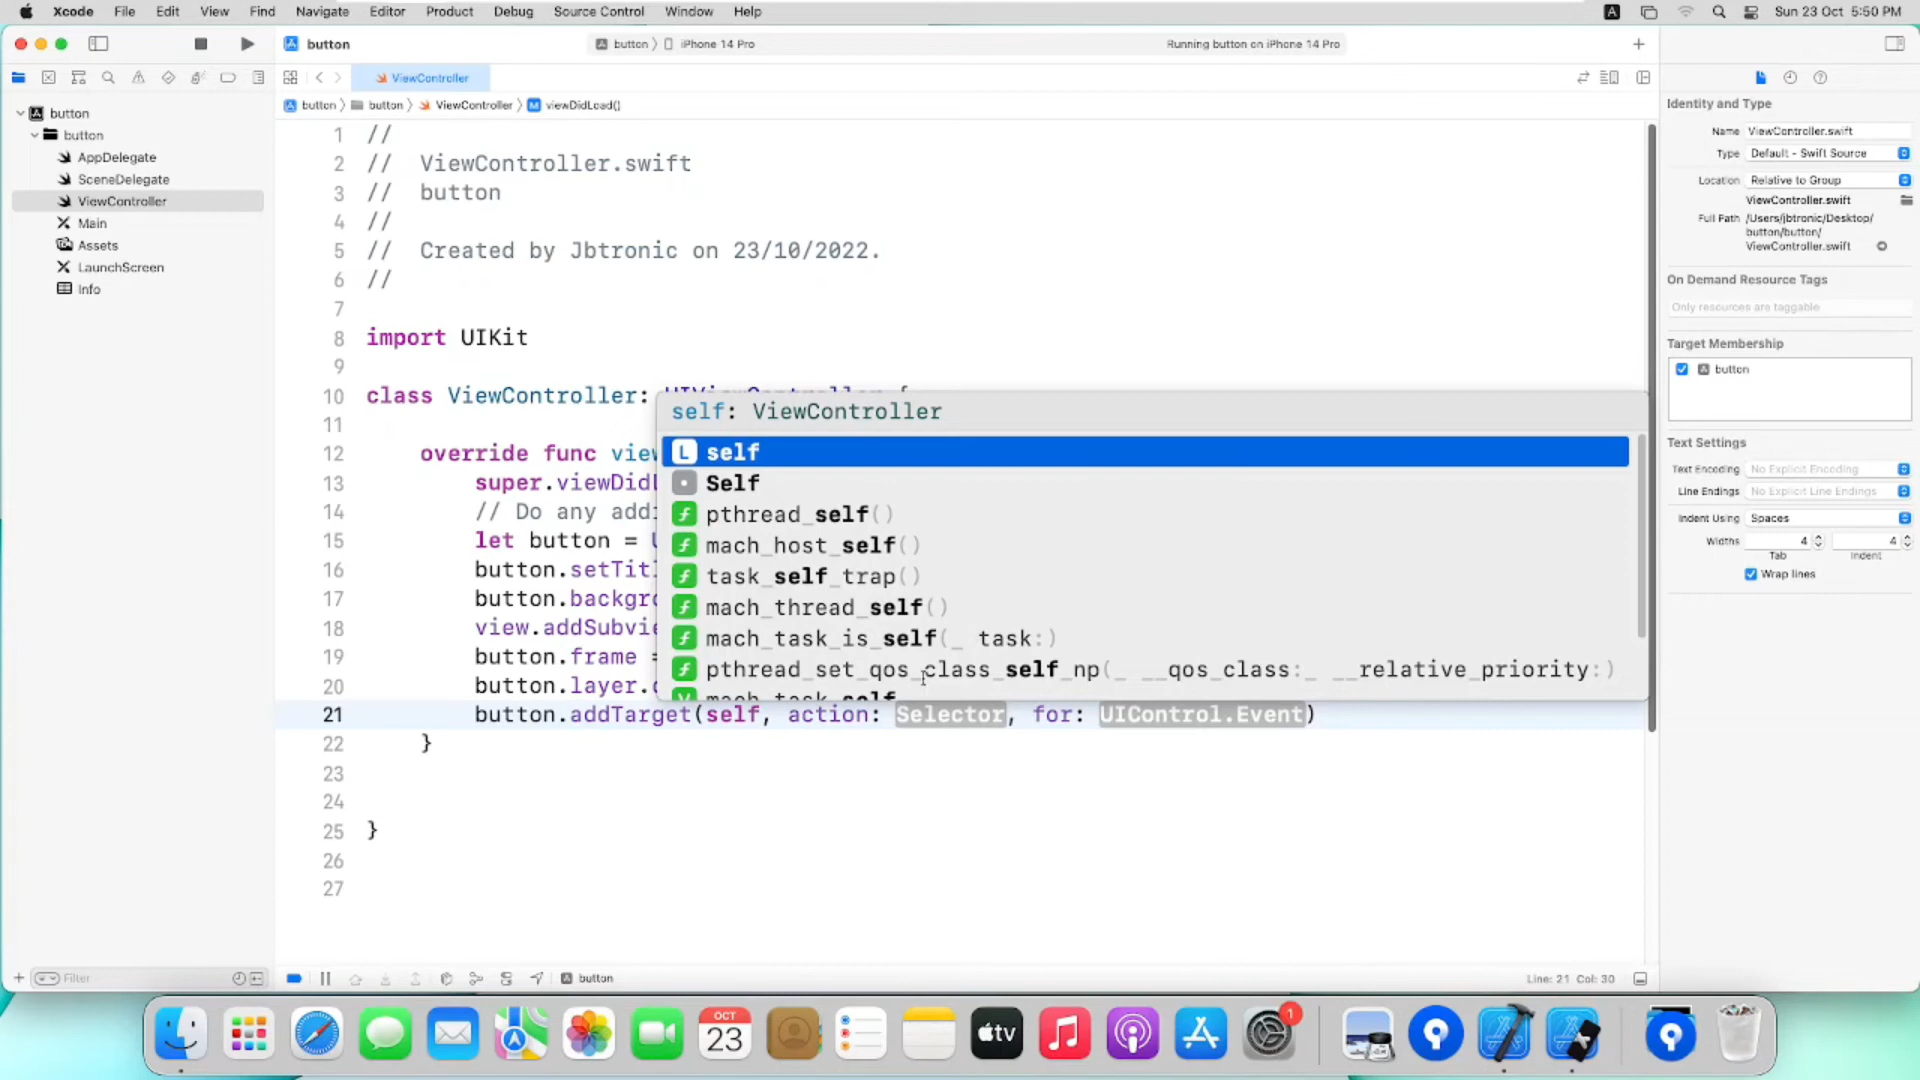 Xcode File Edit View Find Navigate Editor Product Debug Source Control Window Help A Sun 23 Oct 5:50 PM
button button 〉 iPhone 14 Pro Running button on iPhone 14 Pro
ViewController
button 〉 button 〉 ViewController 〉 M viewDidLoad()
button
button
AppDelegate
SceneDelegate
ViewController
Main
Assets
LaunchScreen
Info
1 //
2 // ViewController.swift
3 // button
4 //
5 // Created by Jbtronic on 23/10/2022.
6 //
7
8 import UIKit
9
10 class ViewController: UIViewController {
11
12 override func view
13 super.viewDidL
14 // Do any addi
15 let button = U
16 button.setTitl
17 button.backgro
18 view.addSubvie
19 button.frame =
20 button.layer.c
21 button.addTarget(self, action: Selector, for: UIControl.Event)
22 }
23
24
25 }
26
27
self: ViewController
L self
Self
f pthread_self()
f mach_host_self()
f task_self_trap()
f mach_thread_self()
f mach_task_is_self(_ task:)
f pthread_set_qos_class_self_np(_ __qos_class:_ __relative_priority:)
V mach_task_self_
Identity and Type
Name ViewController.swift
Type Default - Swift Source
Location Relative to Group
ViewController.swift
Full Path /Users/jbtronic/Desktop/
button/button/
ViewController.swift
On Demand Resource Tags
Only resources are taggable
Target Membership
button
Text Settings
Text Encoding No Explicit Encoding
Line Endings No Explicit Line Endings
Indent Using Spaces
Widths 4 4
Tab Indent
Wrap lines
Filter button Line: 21 Col: 30
OCT
23
tv
1